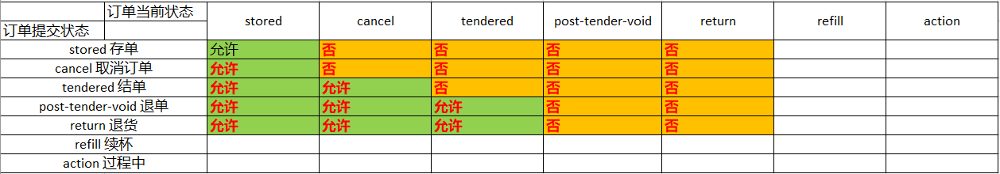 订单当前状态
订单提交状态
stored cancel tendered post-tender-void return refill action
stored 存单 允许 否 否 否 否
cancel 取消订单 允许 否 否 否 否
tendered 结单 允许 允许 否 否 否
post-tender-void 退单 允许 允许 允许 否 否
return 退货 允许 允许 允许 否 否
refill 续杯
action 过程中